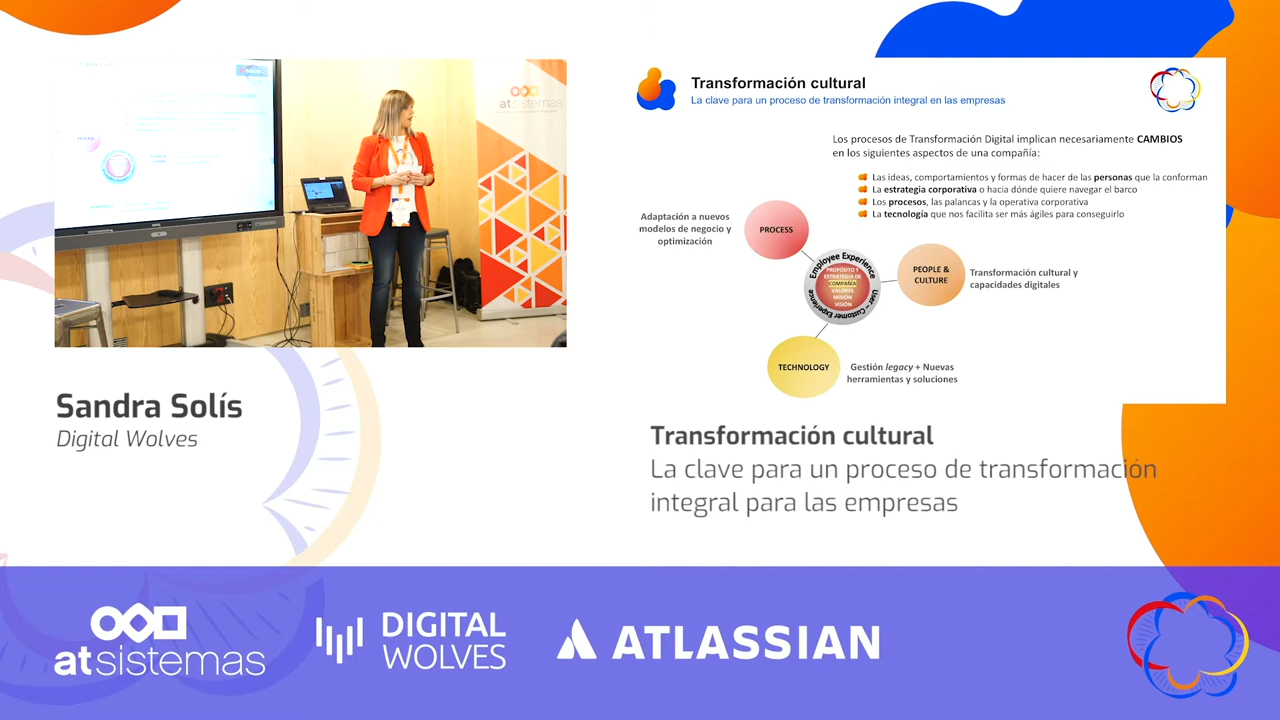 atsistemas
PROCESS
Sandra Solís
Digital Wolves
Transformación cultural
La clave para un proceso de transformación integral en las empresas
Los procesos de Transformación Digital implican necesariamente CAMBIOS
en los siguientes aspectos de una compañía:
Las ideas, comportamientos y formas de hacer de las personas que la conforman
La estrategia corporativa o hacia dónde quiere navegar el barco
Los procesos, las palancas y la operativa corporativa
La tecnología que nos facilita ser más ágiles para conseguirlo
Adaptación a nuevos
modelos de negocio y
optimización
PROCESS
Employee Experience
User - Customer Experience
PROPÓSITO Y
ESTRATEGIA DE
COMPAÑÍA
VALORES
MISIÓN
VISIÓN
PEOPLE &
CULTURE
Transformación cultural y
capacidades digitales
TECHNOLOGY
Gestión legacy + Nuevas
herramientas y soluciones
Transformación cultural
La clave para un proceso de transformación
integral para las empresas
atsistemas
DIGITAL
WOLVES
ATLASSIAN